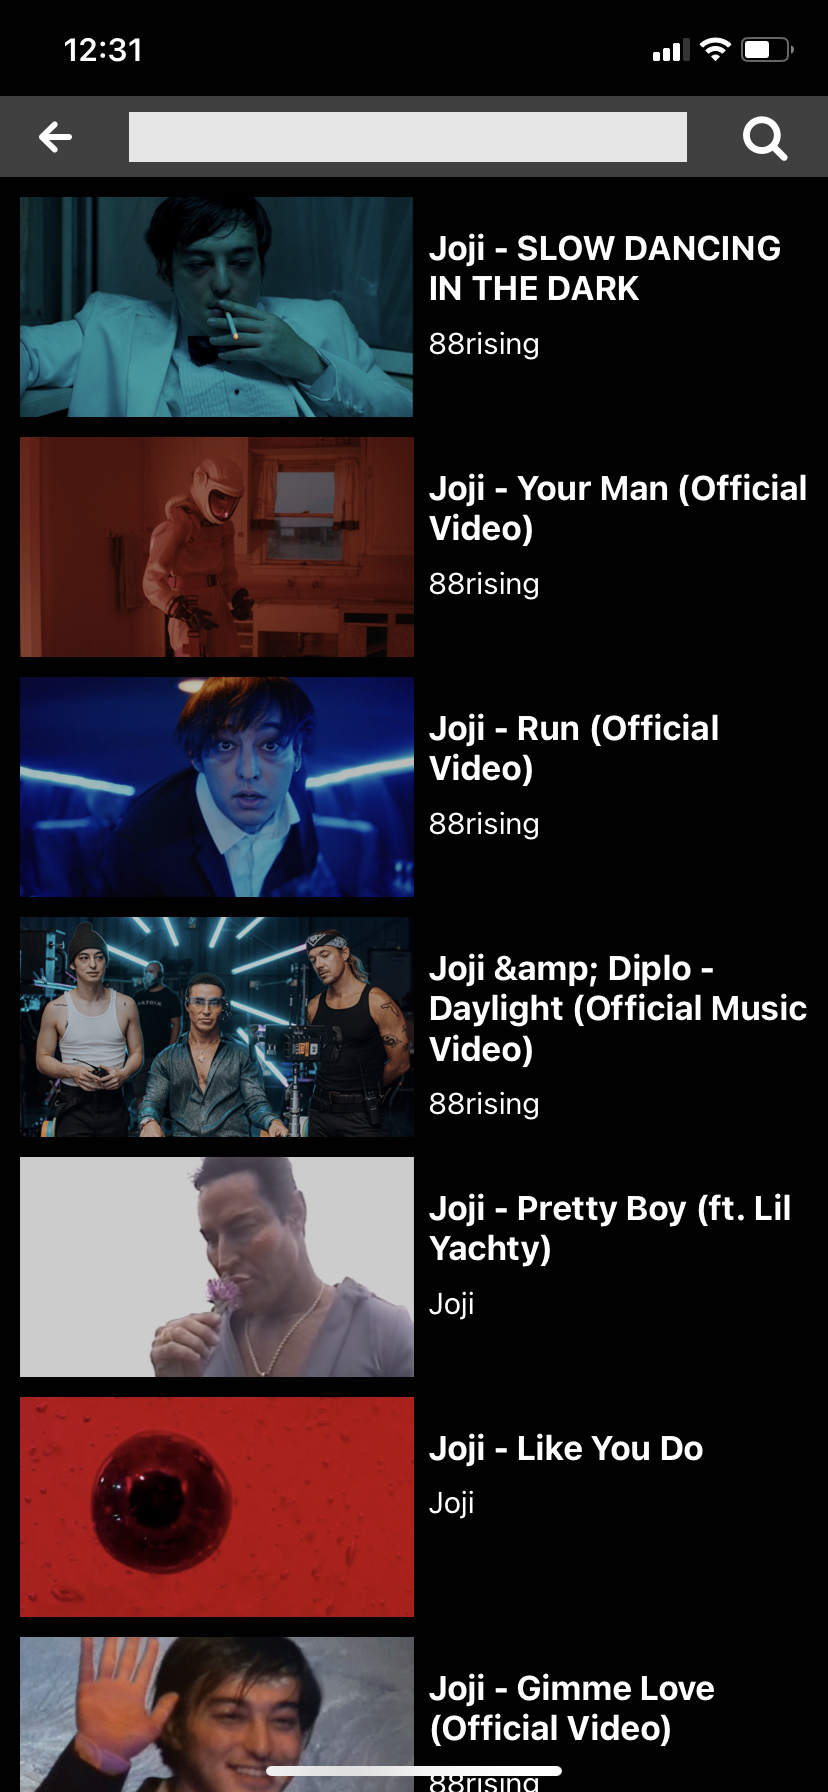 12:31
Joji - SLOW DANCING
IN THE DARK
88rising
Joji - Your Man (Official
Video)
88rising
Joji - Run (Official
Video)
88rising
Joji &amp; Diplo -
Daylight (Official Music
Video)
88rising
Joji - Pretty Boy (ft. Lil
Yachty)
Joji
Joji - Like You Do
Joji
Joji - Gimme Love
(Official Video)
88rising